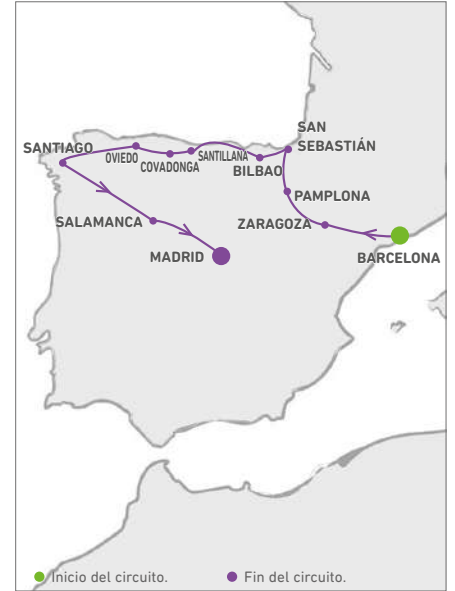 SAN
SEBASTIÁN
SANTIAGO
OVIEDO
COVADONGA
SANTILLANA
BILBAO
PAMPLONA
SALAMANCA
ZARAGOZA
MADRID
BARCELONA
Inicio del circuito.
Fin del circuito.